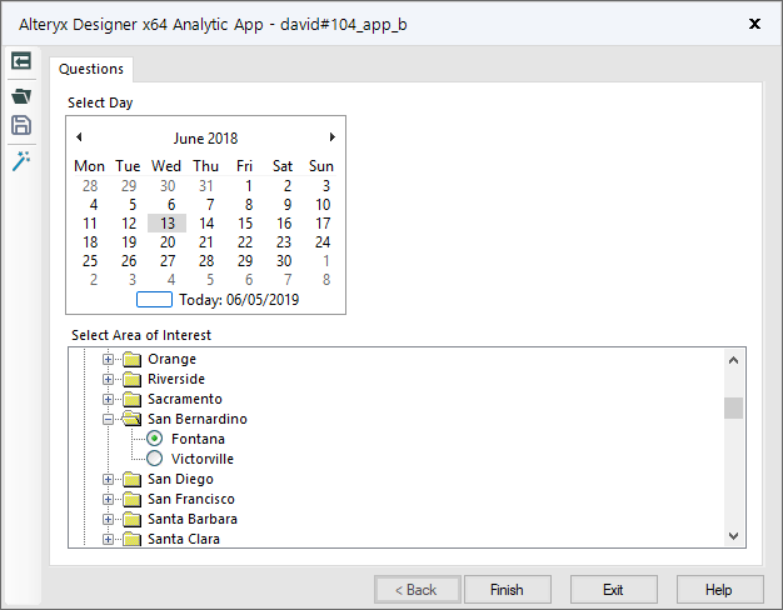 Alteryx Designer x64 Analytic App - david#104_app_b
Questions
Select Day
June 2018
Mon Tue Wed Thu Fri Sat Sun
28 29 30 31 1 2 3
4 5 6 7 8 9 10
11 12 13 14 15 16 17
18 19 20 21 22 23 24
25 26 27 28 29 30 1
2 3 4 5 6 7 8
Today: 06/05/2019
Select Area of Interest
Orange
Riverside
Sacramento
San Bernardino
Fontana
Victorville
San Diego
San Francisco
Santa Barbara
Santa Clara
< Back Finish Exit Help